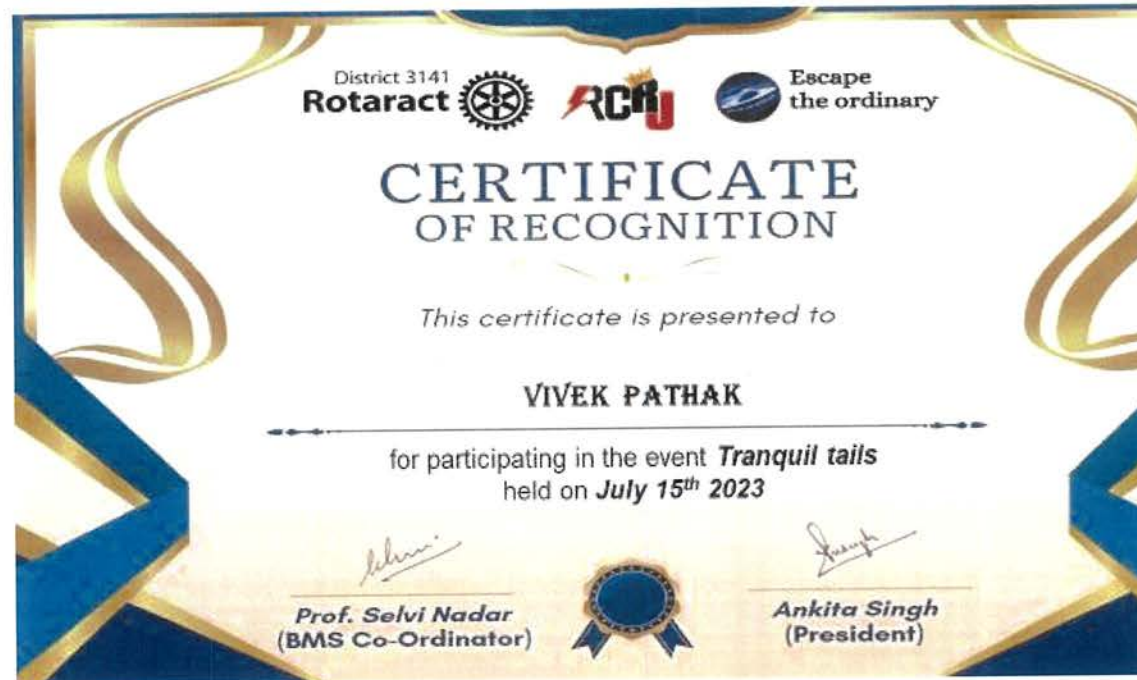 District 3141
Rotaract
RCRJ
Escape
the ordinary
CERTIFICATE
OF RECOGNITION
This certificate is presented to
VIVEK PATHAK
for participating in the event Tranquil tails
held on July 15th 2023
Prof. Selvi Nadar
(BMS Co-Ordinator)
Ankita Singh
(President)